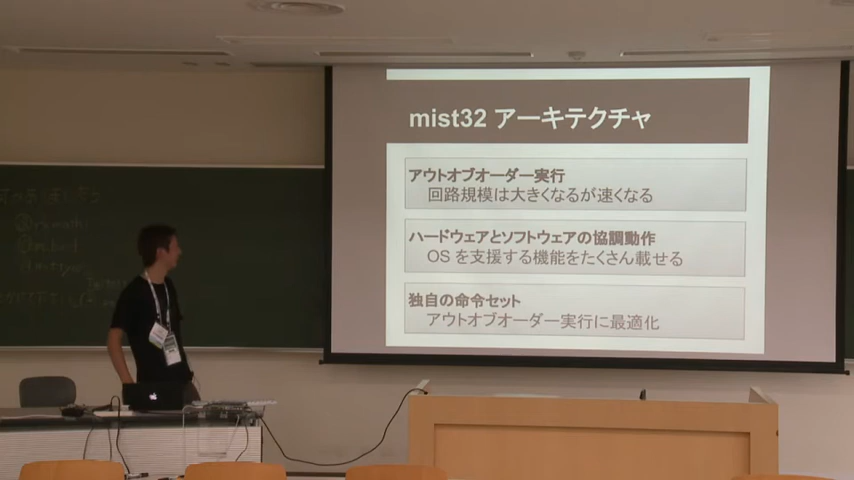 mist32 アーキテクチャ
アウトオブオーダー実行
回路規模は大きくなるが速くなる
ハードウェアとソフトウェアの協調動作
OS を支援する機能をたくさん載せる
独自の命令セット
アウトオブオーダー実行に最適化